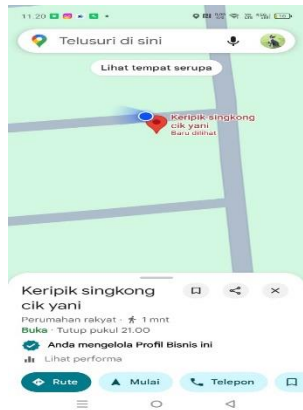 11.20
Telusuri di sini
Lihat tempat serupa
Keripik singkong
cik yani
Baru dilihat
Keripik singkong
cik yani
Perumahan rakyat · 1 mnt
Buka · Tutup pukul 21.00
Anda mengelola Profil Bisnis ini
Lihat performa
Rute
Mulai
Telepon